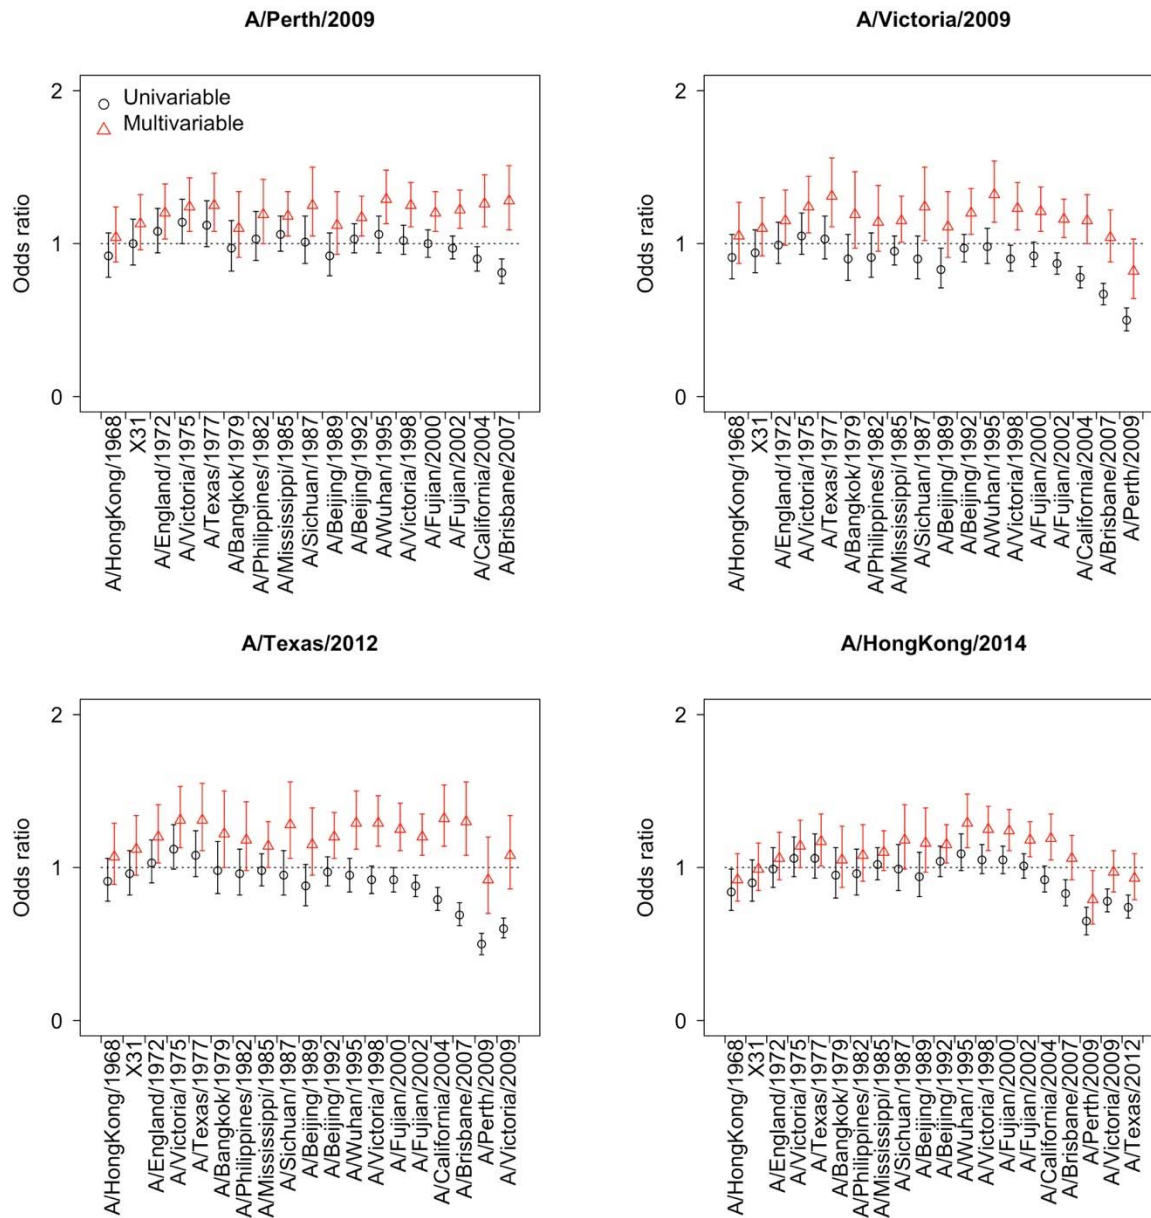 A/Perth/2009
A/Victoria/2009
2
Univariable
Multivariable
1
0
Odds ratio
A/HongKong/1968
X31
A/England/1972
A/Victoria/1975
A/Texas/1977
A/Bangkok/1979
A/Philippines/1982
A/Mississippi/1985
A/Sichuan/1987
A/Beijing/1989
A/Beijing/1992
A/Wuhan/1995
A/Victoria/1998
A/Fujian/2000
A/Fujian/2002
A/California/2004
A/Brisbane/2007
2
1
0
Odds ratio
A/HongKong/1968
X31
A/England/1972
A/Victoria/1975
A/Texas/1977
A/Bangkok/1979
A/Philippines/1982
A/Mississippi/1985
A/Sichuan/1987
A/Beijing/1989
A/Beijing/1992
A/Wuhan/1995
A/Victoria/1998
A/Fujian/2000
A/Fujian/2002
A/California/2004
A/Brisbane/2007
A/Perth/2009
A/Texas/2012
A/HongKong/2014
2
1
0
Odds ratio
A/HongKong/1968
X31
A/England/1972
A/Victoria/1975
A/Texas/1977
A/Bangkok/1979
A/Philippines/1982
A/Mississippi/1985
A/Sichuan/1987
A/Beijing/1989
A/Beijing/1992
A/Wuhan/1995
A/Victoria/1998
A/Fujian/2000
A/Fujian/2002
A/California/2004
A/Brisbane/2007
A/Perth/2009
A/Victoria/2009
2
1
0
Odds ratio
A/HongKong/1968
X31
A/England/1972
A/Victoria/1975
A/Texas/1977
A/Bangkok/1979
A/Philippines/1982
A/Mississippi/1985
A/Sichuan/1987
A/Beijing/1989
A/Beijing/1992
A/Wuhan/1995
A/Victoria/1998
A/Fujian/2000
A/Fujian/2002
A/California/2004
A/Brisbane/2007
A/Perth/2009
A/Victoria/2009
A/Texas/2012